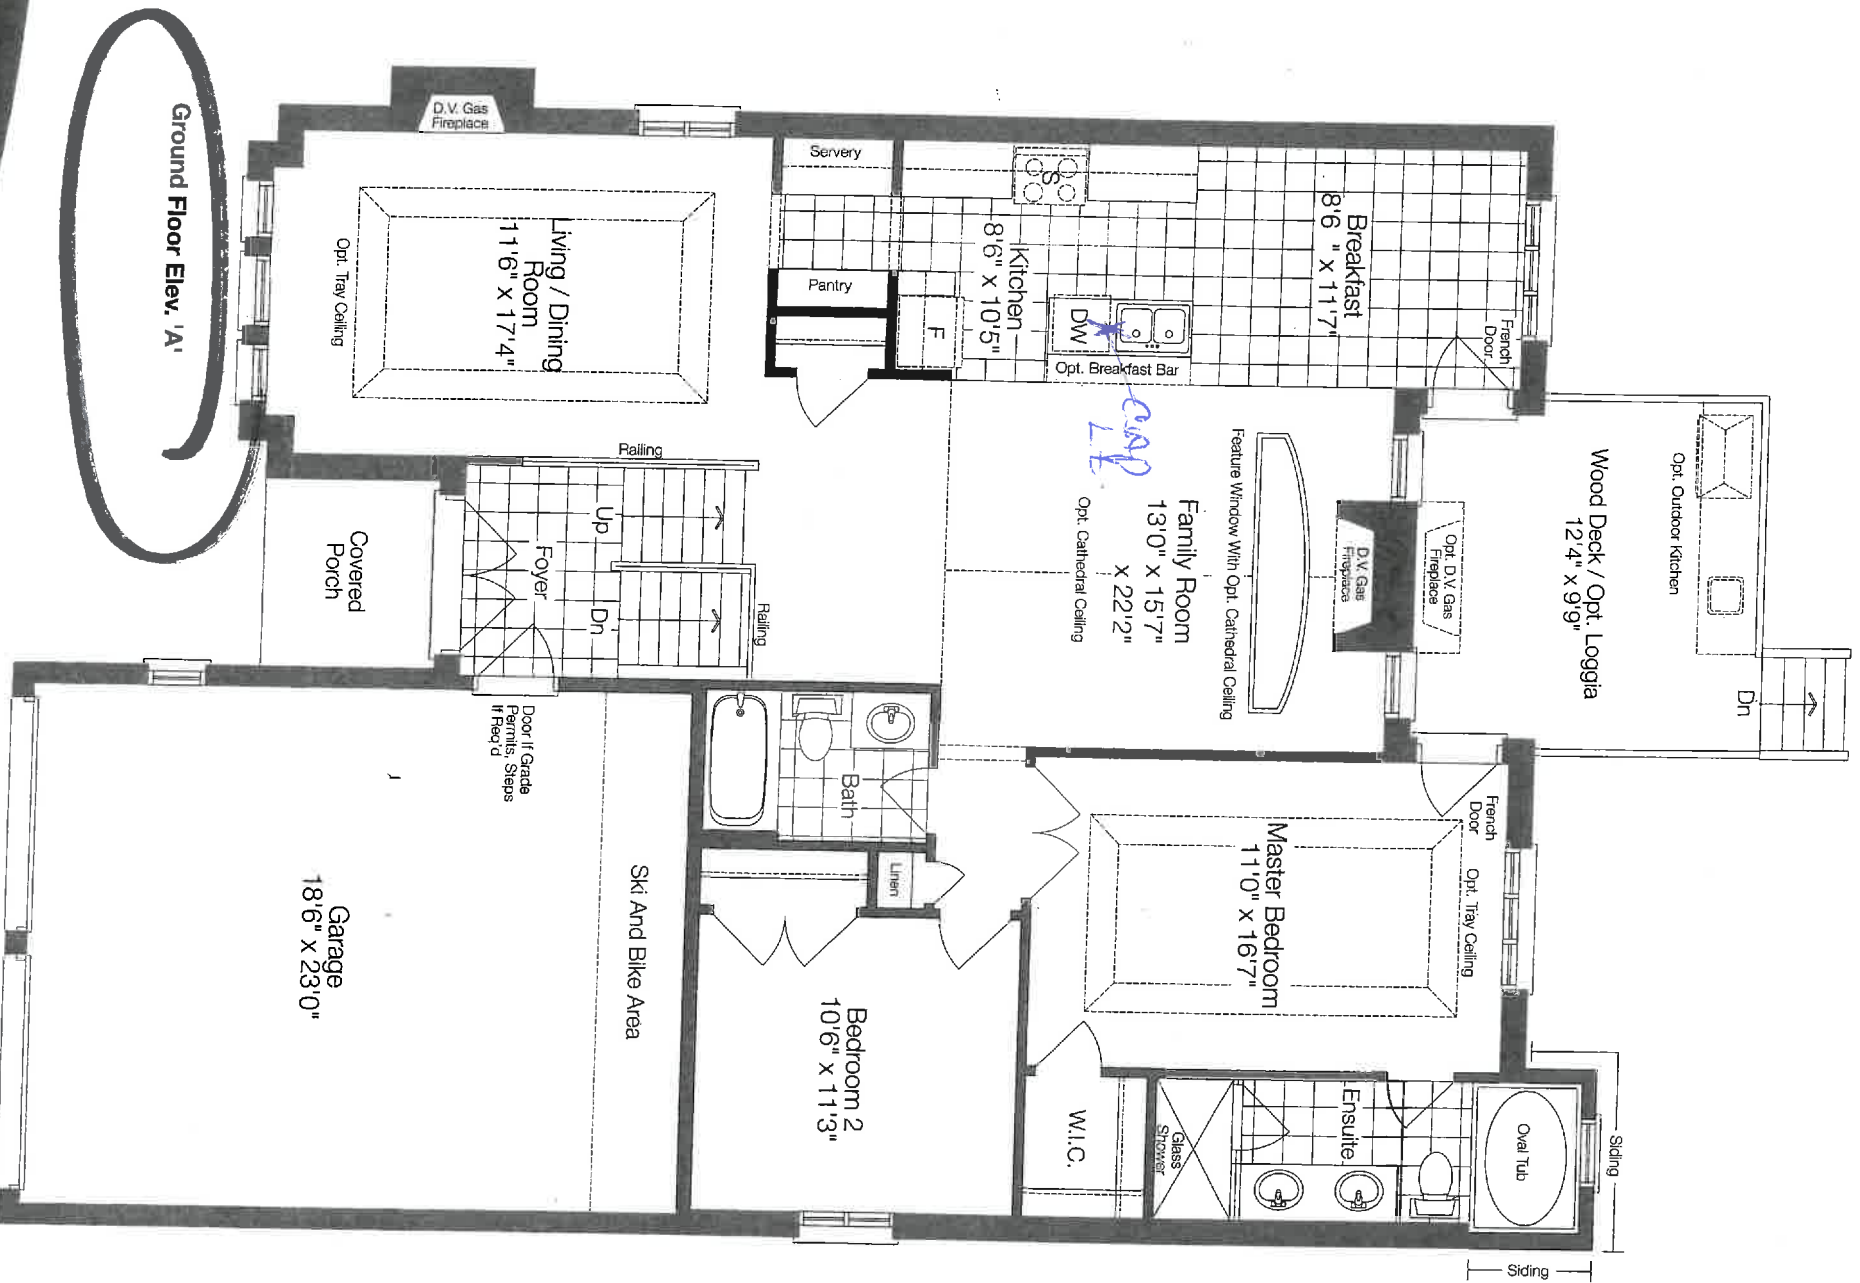 Siding
Siding
Oval Tub
Ensuite
Glass
Shower
W.I.C.
French
Door
Opt. Tray Ceiling
Master Bedroom
11'0" x 16'7"
Bedroom 2
10'6" x 11'3"
Linen
Bath
Dn
Opt. Outdoor Kitchen
Wood Deck / Opt. Loggia
12'4" x 9'9"
Opt. D.V. Gas
Fireplace
D.V. Gas
Fireplace
Feature Window With Opt. Cathedral Ceiling
Family Room
13'0" x 15'7"
x 22'2"
Opt. Cathedral Ceiling
French
Door
Breakfast
8'6 " x 11'7"
Opt. Breakfast Bar
DW
S
Kitchen
8'6" x 10'5"
F
Servery
Pantry
D.V. Gas
Fireplace
Living / Dining
Room
11'6" x 17'4"
Opt. Tray Ceiling
Railing
Railing
Up
Dn
Foyer
Covered
Porch
Door If Grade
Permits, Steps
If Req'd
Ski And Bike Area
Garage
18'6" x 23'0"
Ground Floor Elev. 'A'